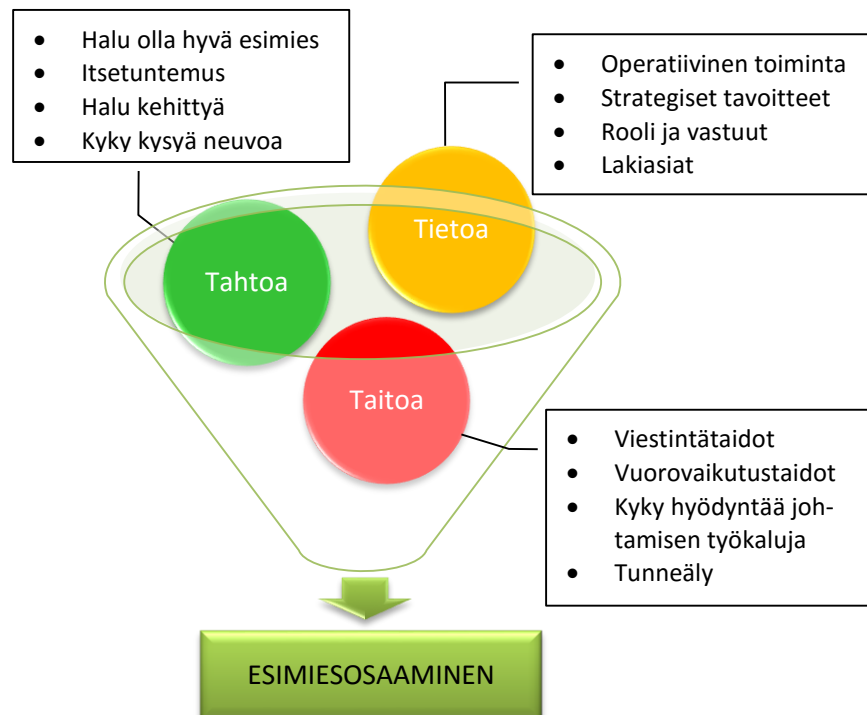 • Halu olla hyvä esimies
• Itsetuntemus
• Halu kehittyä
• Kyky kysyä neuvoa
• Operatiivinen toiminta
• Strategiset tavoitteet
• Rooli ja vastuut
• Lakiasiat
Tietoa
Tahtoa
Taitoa
• Viestintätaidot
• Vuorovaikutustaidot
• Kyky hyödyntää joh-
tamisen työkaluja
• Tunneäly
ESIMIESOSAAMINEN